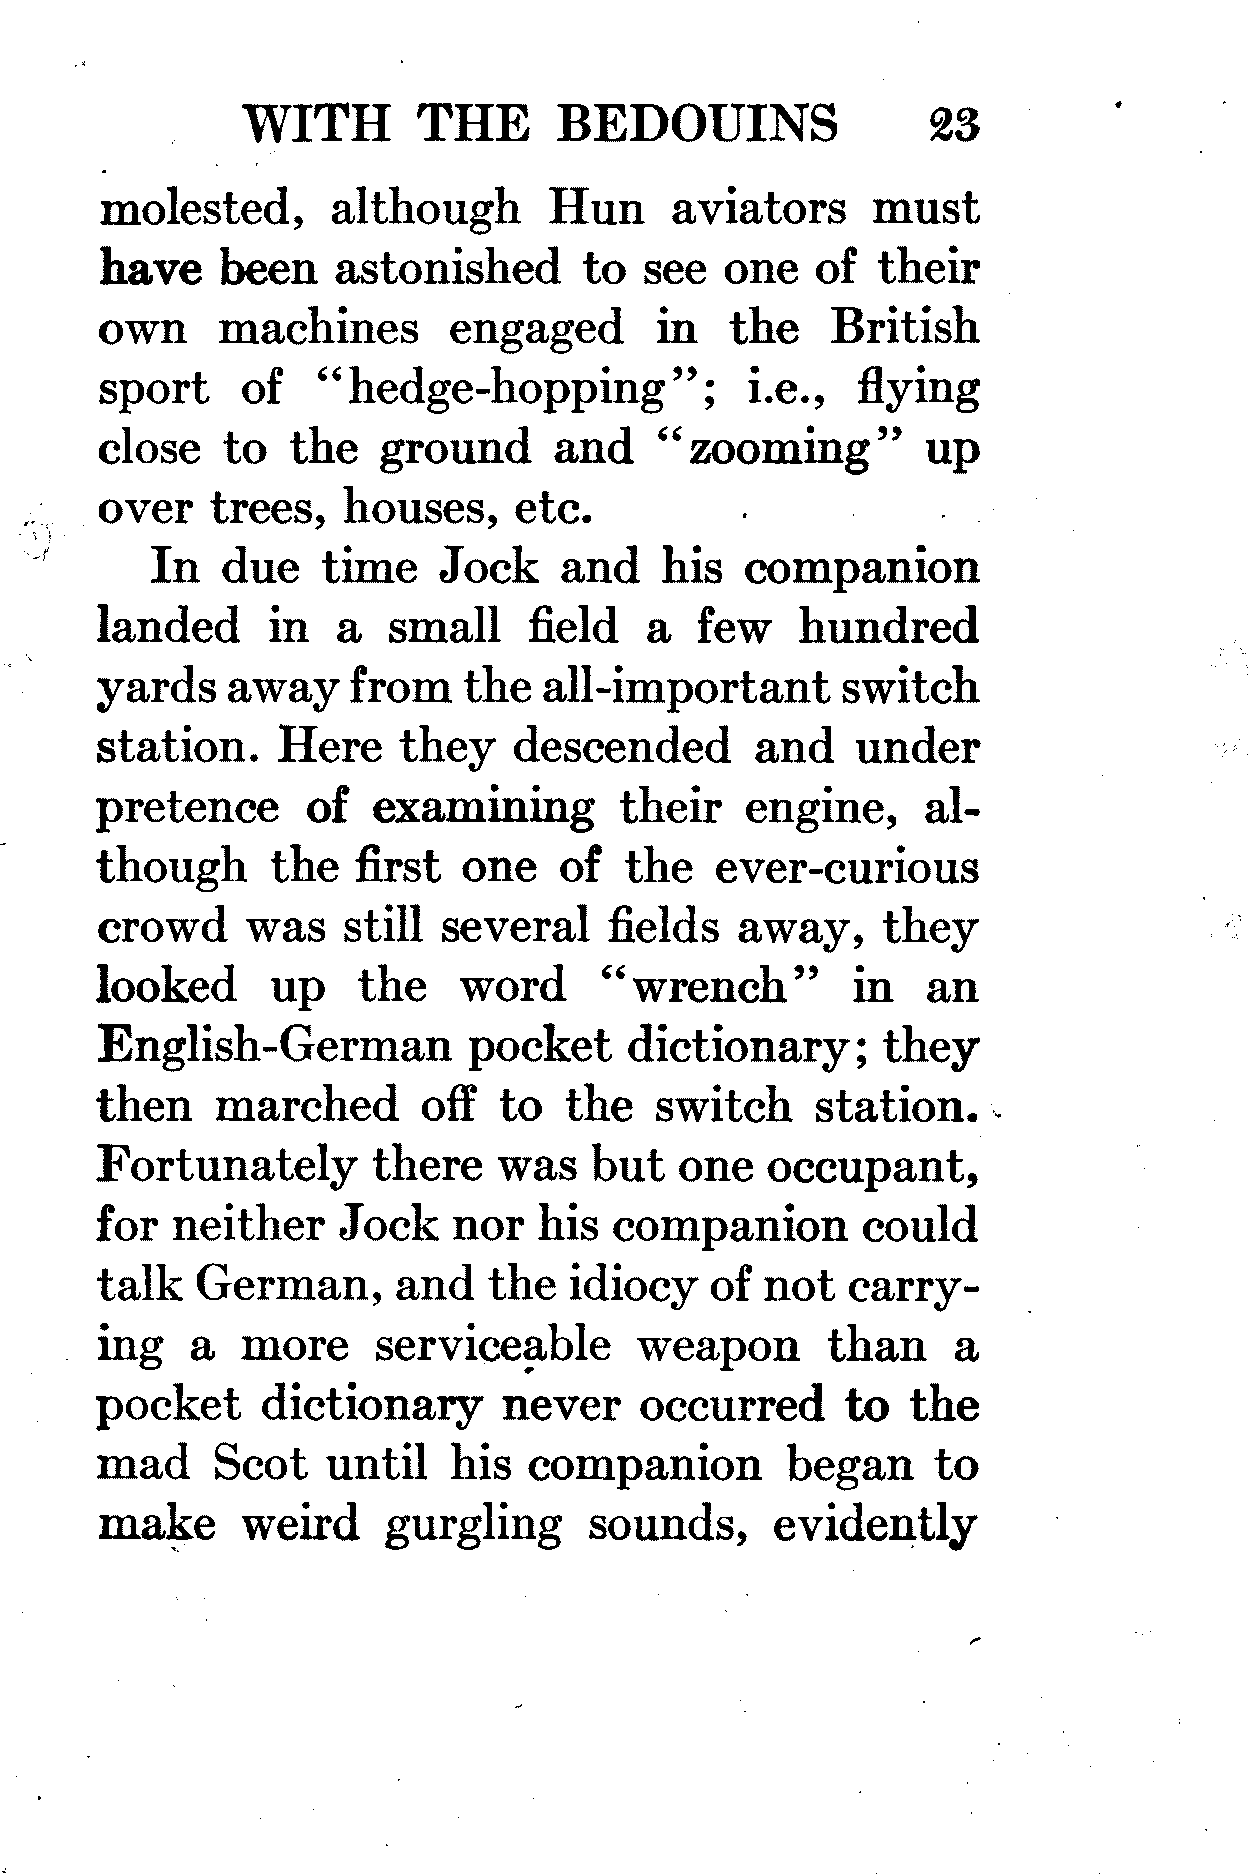 WITH THE BEDOUINS 23
molested, although Hun aviators must
have been astonished to see one of their
own machines engaged in the British
sport of “hedge-hopping”; i.e., flying
close to the ground and “zooming” up
over trees, houses, etc.
In due time Jock and his companion
landed in a small field a few hundred
yards away from the all-important switch
station. Here they descended and under
pretence of examining their engine, al-
though the first one of the ever-curious
crowd was still several fields away, they
looked up the word “wrench” in an
English-German pocket dictionary; they
then marched off to the switch station.
Fortunately there was but one occupant,
for neither Jock nor his companion could
talk German, and the idiocy of not carry-
ing a more serviceable weapon than a
pocket dictionary never occurred to the
mad Scot until his companion began to
make weird gurgling sounds, evidently